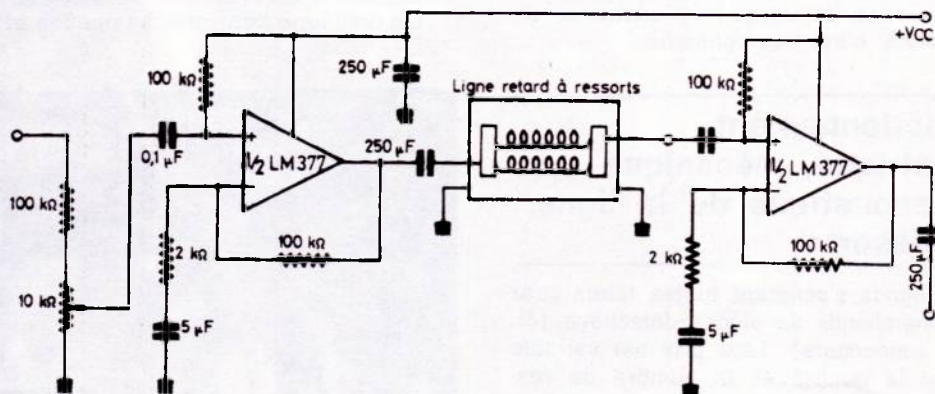 +VCC
100 kΩ
250 µF
Ligne retard à ressorts
100 kΩ
0,1 µF
1/2 LM377
250 µF
1/2 LM377
100 kΩ
2 kΩ
100 kΩ
2 kΩ
100 kΩ
10 kΩ
5 µF
5 µF
250 µF